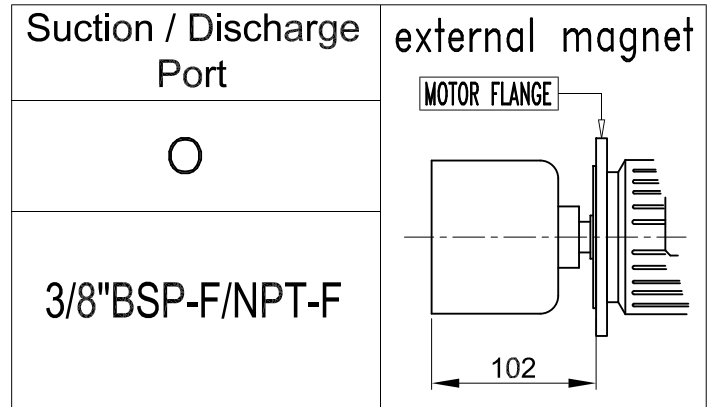 Suction / Discharge
Port
O
3/8"BSP-F/NPT-F
external magnet
MOTOR FLANGE
102